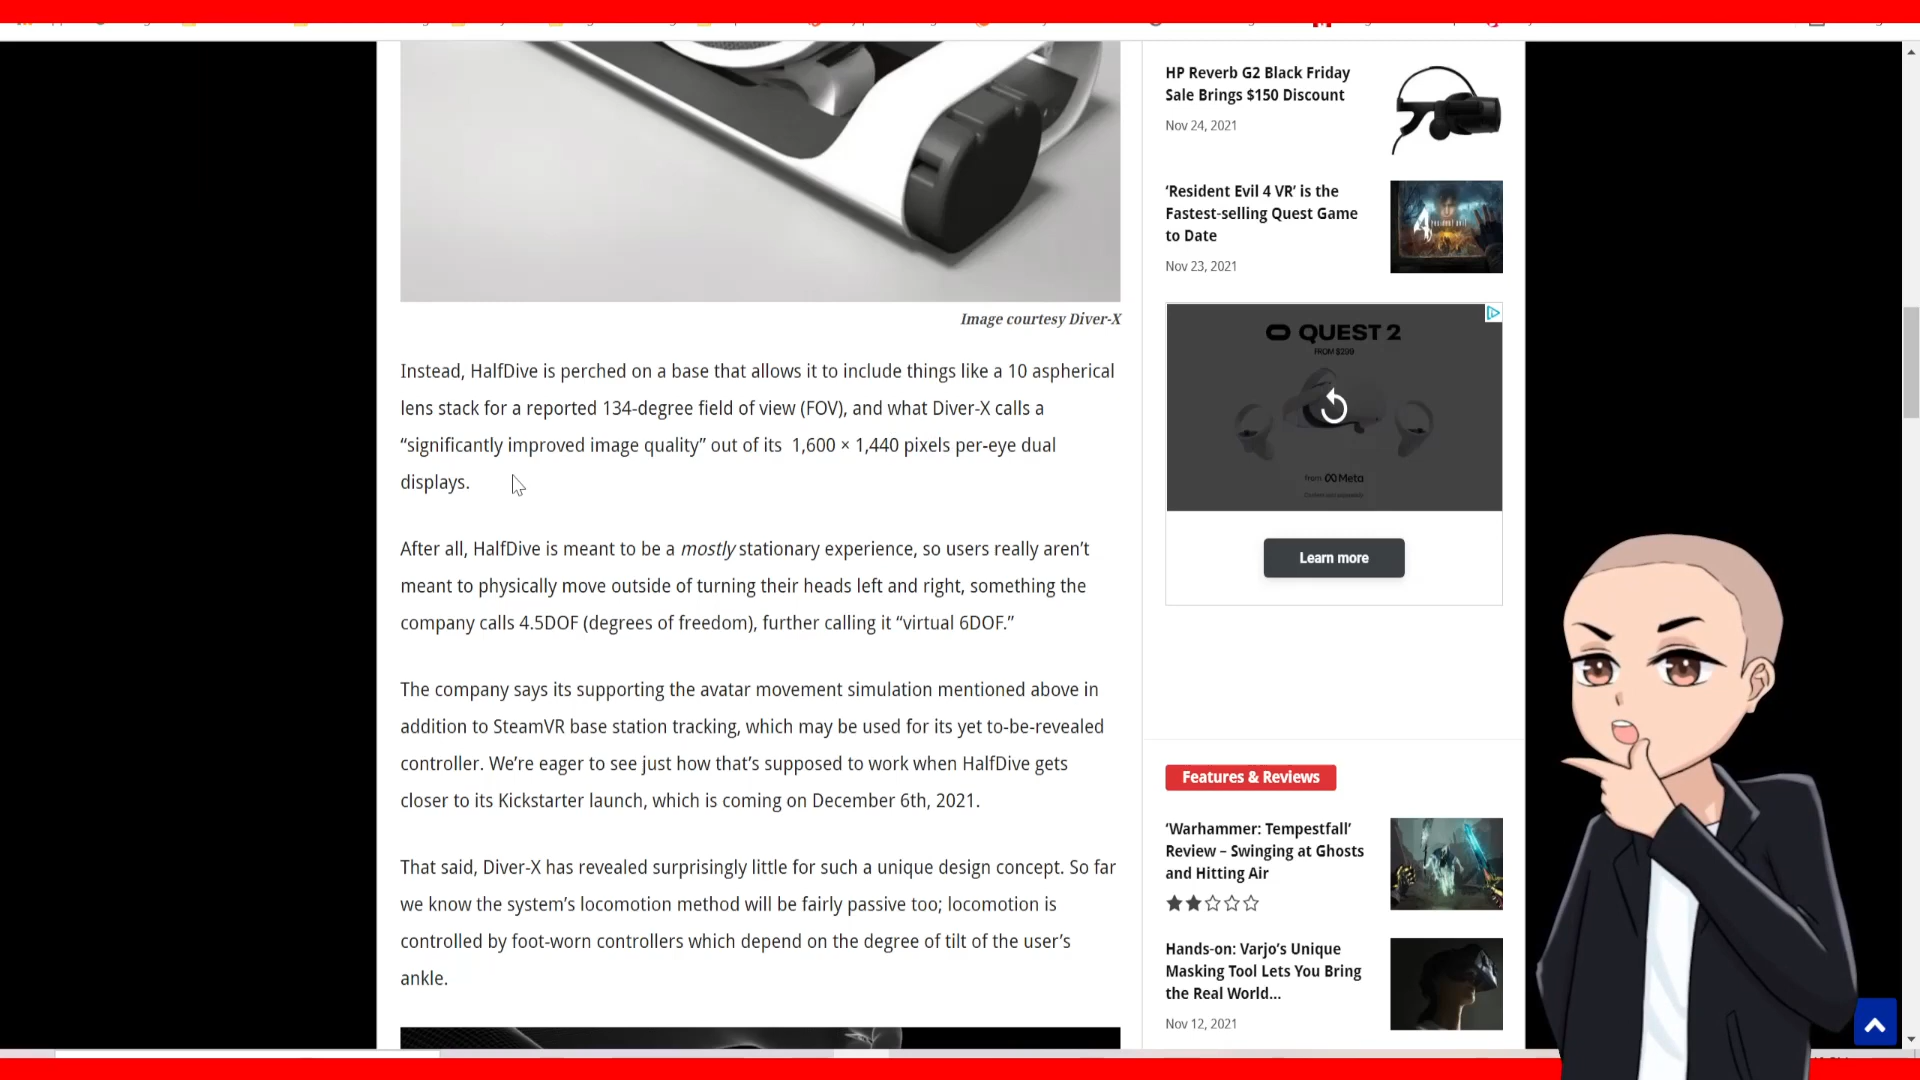 Image courtesy Diver-X
Instead, HalfDive is perched on a base that allows it to include things like a 10 aspherical
lens stack for a reported 134-degree field of view (FOV), and what Diver-X calls a
“significantly improved image quality” out of its 1,600 × 1,440 pixels per-eye dual
displays.
After all, HalfDive is meant to be a mostly stationary experience, so users really aren’t
meant to physically move outside of turning their heads left and right, something the
company calls 4.5DOF (degrees of freedom), further calling it “virtual 6DOF.”
The company says its supporting the avatar movement simulation mentioned above in
addition to SteamVR base station tracking, which may be used for its yet to-be-revealed
controller. We’re eager to see just how that’s supposed to work when HalfDive gets
closer to its Kickstarter launch, which is coming on December 6th, 2021.
That said, Diver-X has revealed surprisingly little for such a unique design concept. So far
we know the system’s locomotion method will be fairly passive too; locomotion is
controlled by foot-worn controllers which depend on the degree of tilt of the user’s
ankle.
HP Reverb G2 Black Friday
Sale Brings $150 Discount
Nov 24, 2021
‘Resident Evil 4 VR’ is the
Fastest-selling Quest Game
to Date
Nov 23, 2021
QUEST 2
FROM $299
from Meta
Learn more
Features & Reviews
‘Warhammer: Tempestfall’
Review – Swinging at Ghosts
and Hitting Air
Hands-on: Varjo’s Unique
Masking Tool Lets You Bring
the Real World...
Nov 12, 2021